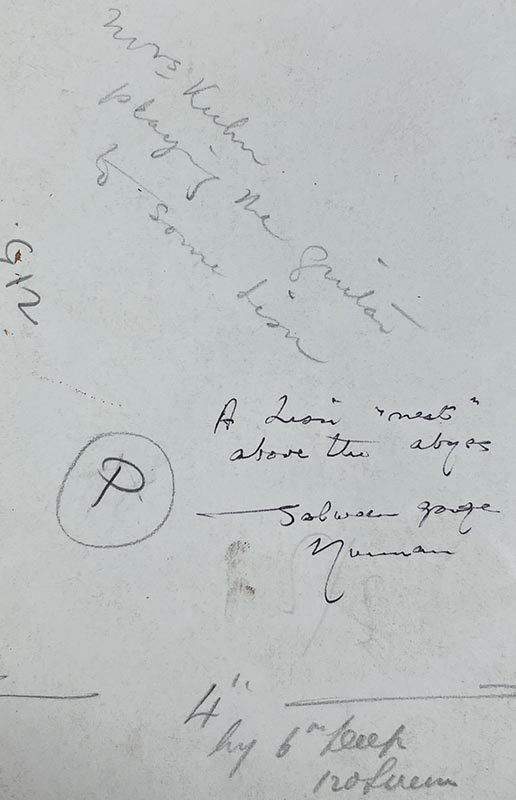 Mrs Kuhn
playing the guitar
to some Lisu
A Lisu "nest"
above the abyss
— Salween gorge
Yunnan
P
4"
by 6" deep
120 screen